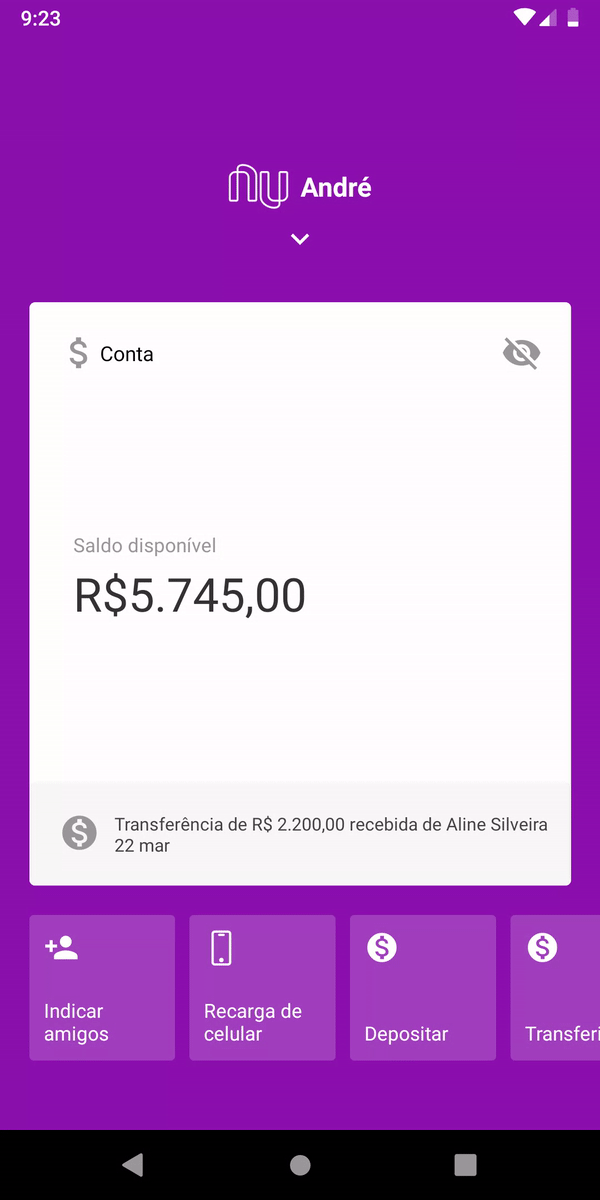 9:23
nu André
Conta
Saldo disponível
R$5.745,00
Transferência de R$ 2.200,00 recebida de Aline Silveira
22 mar
Indicar
amigos
Recarga de
celular
Depositar
Transferi